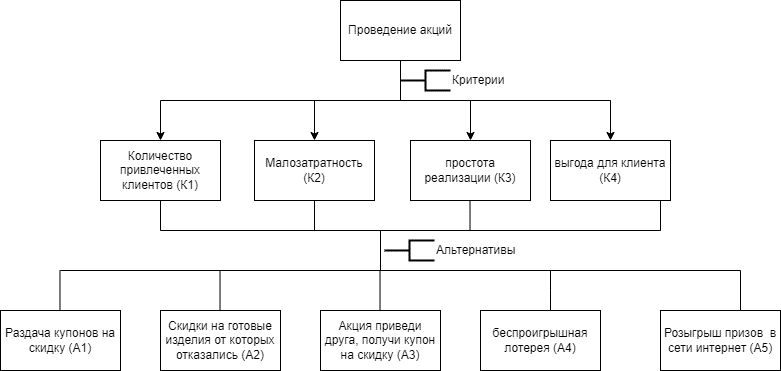 Проведение акций
Критерии
Количество
привлеченных
клиентов (К1)
Малозатратность
(К2)
простота
реализации (К3)
выгода для клиента
(К4)
Альтернативы
Раздача купонов на
скидку (А1)
Скидки на готовые
изделия от которых
отказались (А2)
Акция приведи
друга, получи купон
на скидку (А3)
беспроигрышная
лотерея (А4)
Розыгрыш призов в
сети интернет (А5)